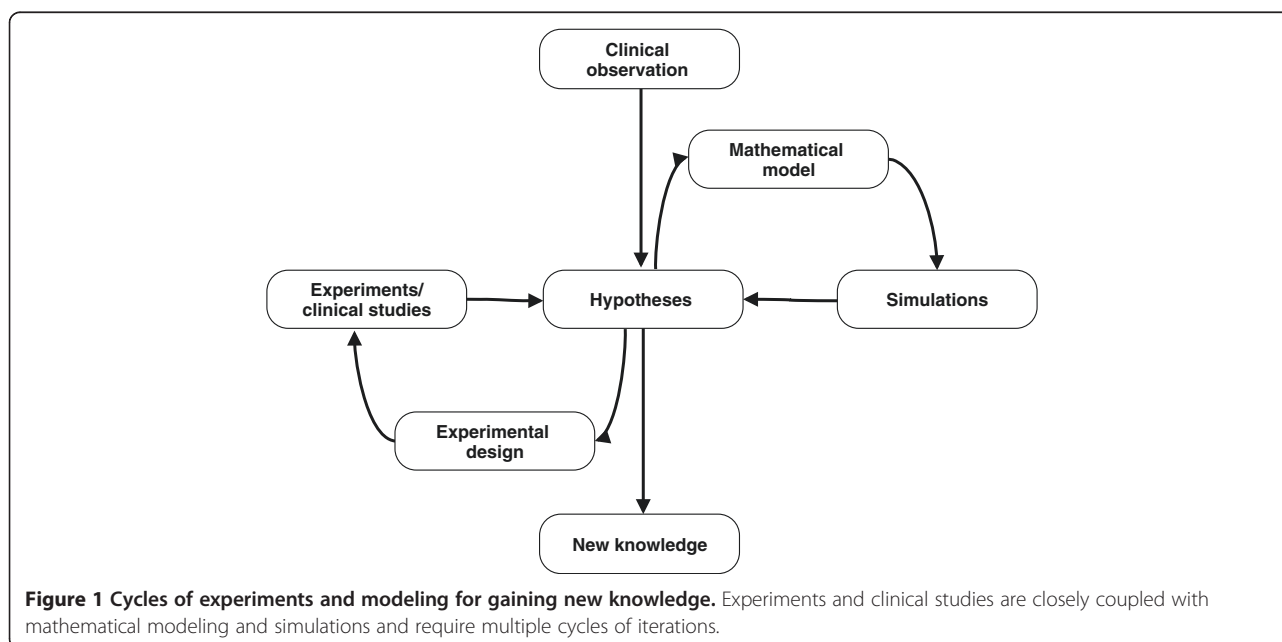 Clinical
observation
Mathematical
model
Experiments/
clinical studies
Hypotheses
Simulations
Experimental
design
New knowledge
Figure 1 Cycles of experiments and modeling for gaining new knowledge. Experiments and clinical studies are closely coupled with
mathematical modeling and simulations and require multiple cycles of iterations.